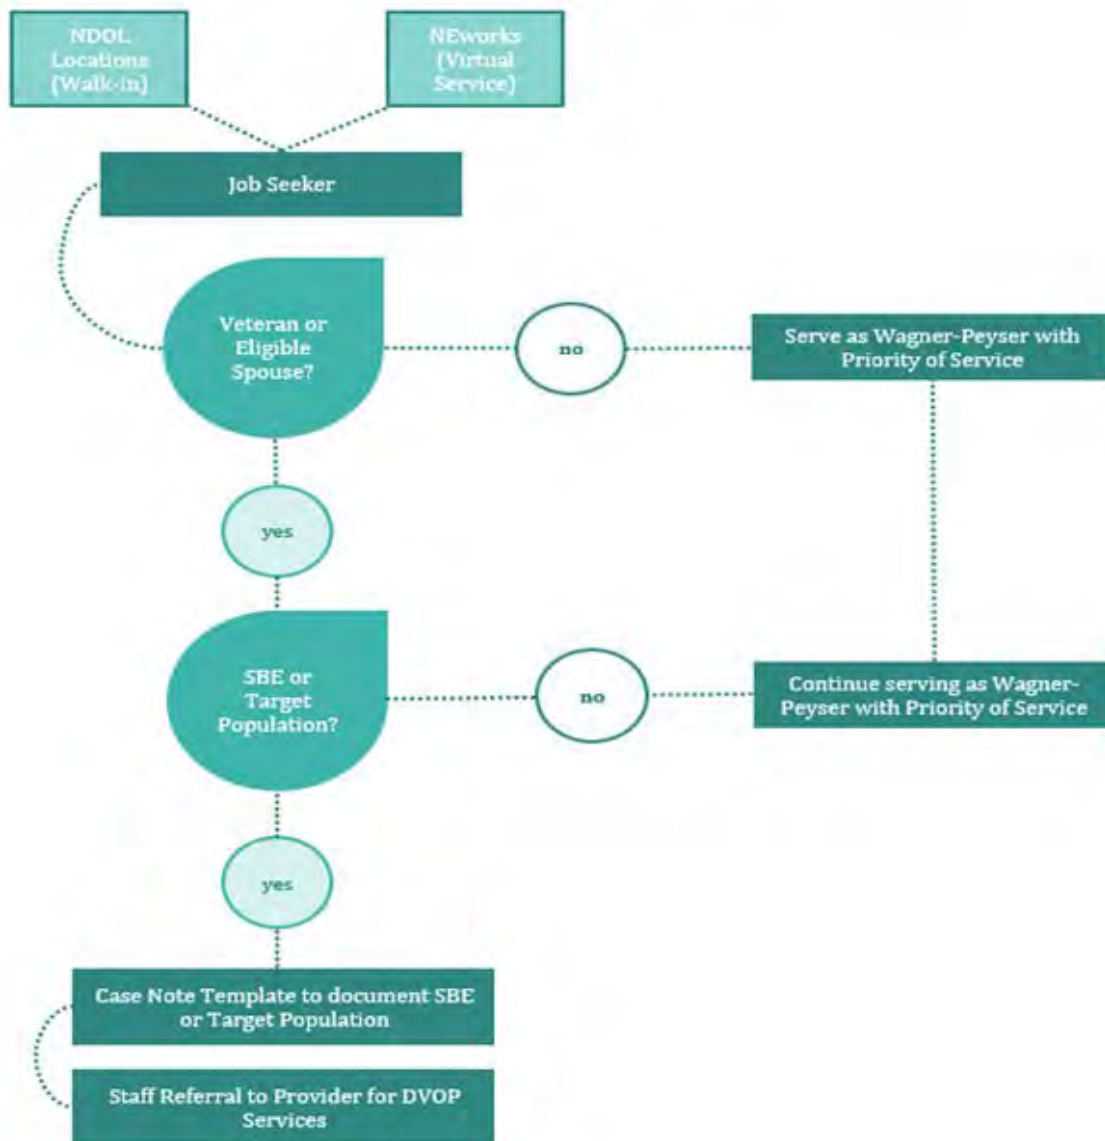 NDOL
Locations
(Walk-in)
NEworks
(Virtual
Service)
Job Seeker
Veteran or
Eligible
Spouse?
no
Serve as Wagner-Peyser with
Priority of Service
yes
SBE or
Target
Population?
no
Continue serving as Wagner-
Peyser with Priority of Service
yes
Case Note Template to document SBE
or Target Population
Staff Referral to Provider for DVOP
Services